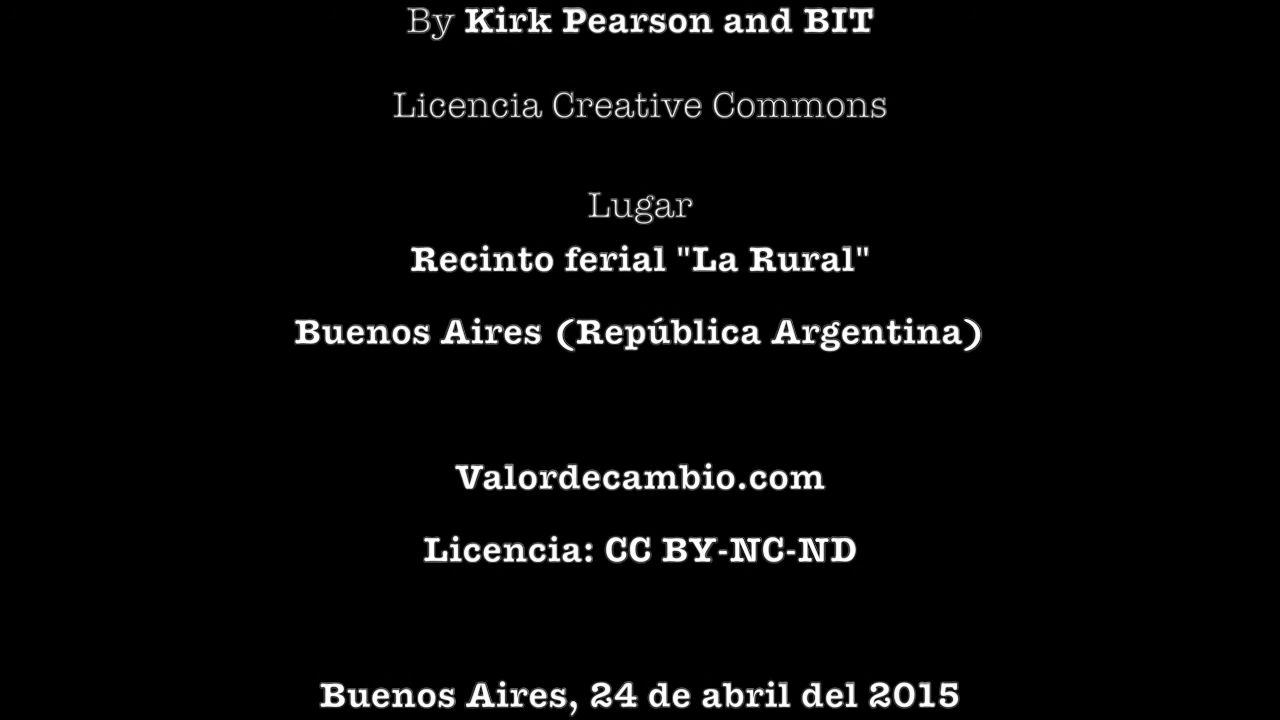 By Kirk Pearson and BIT
Licencia Creative Commons
Lugar
Recinto ferial "La Rural"
Buenos Aires (República Argentina)
Valordecambio.com
Licencia: CC BY-NC-ND
Buenos Aires, 24 de abril del 2015